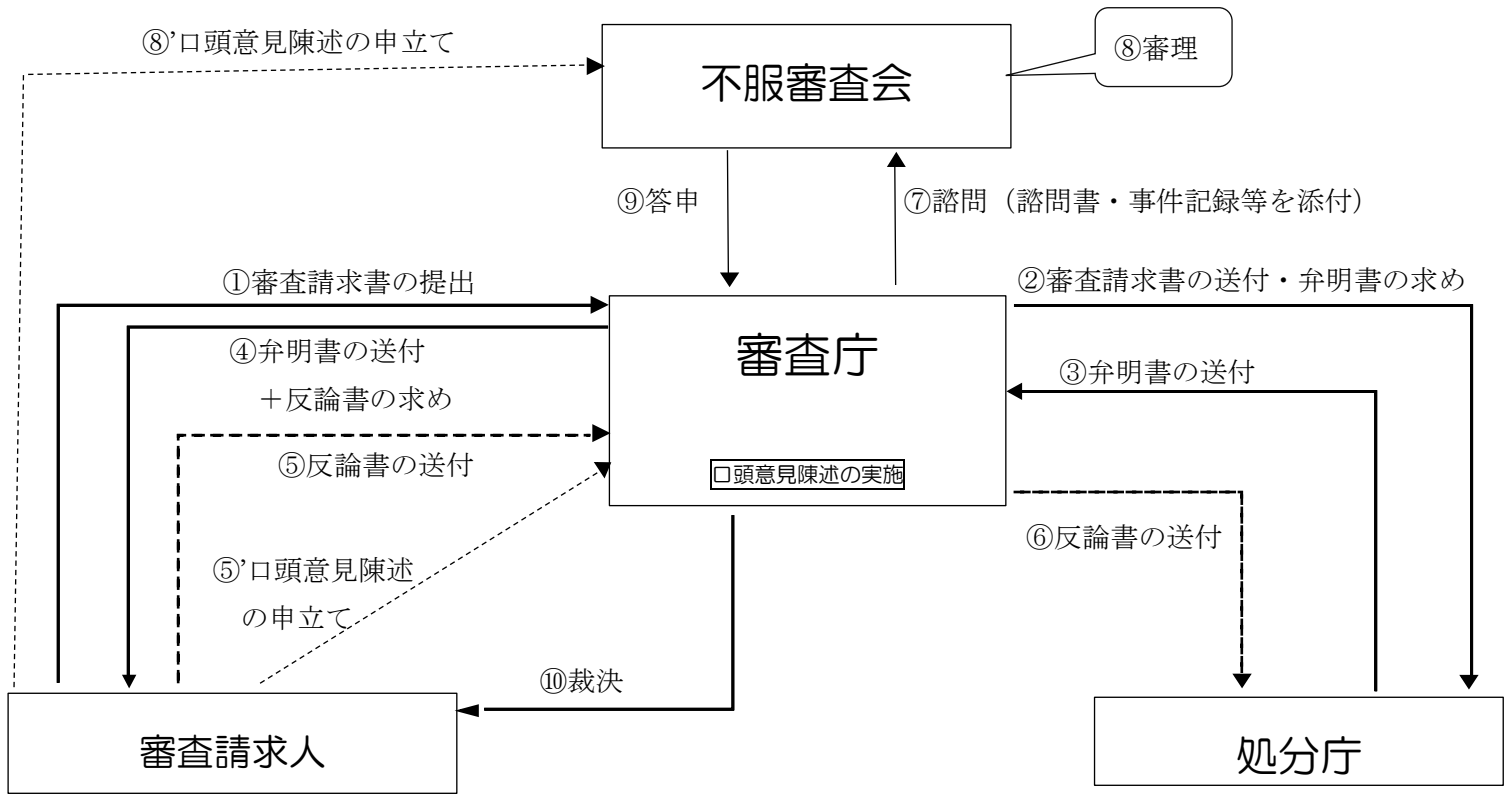 ⑧’口頭意見陳述の申立て
⑧審理
不服審査会
⑨答申
⑦諮問（諮問書・事件記録等を添付）
①審査請求書の提出
②審査請求書の送付・弁明書の求め
審査庁
④弁明書の送付
＋反論書の求め
③弁明書の送付
⑤反論書の送付
口頭意見陳述の実施
⑥反論書の送付
⑤’口頭意見陳述
の申立て
⑩裁決
審査請求人
処分庁